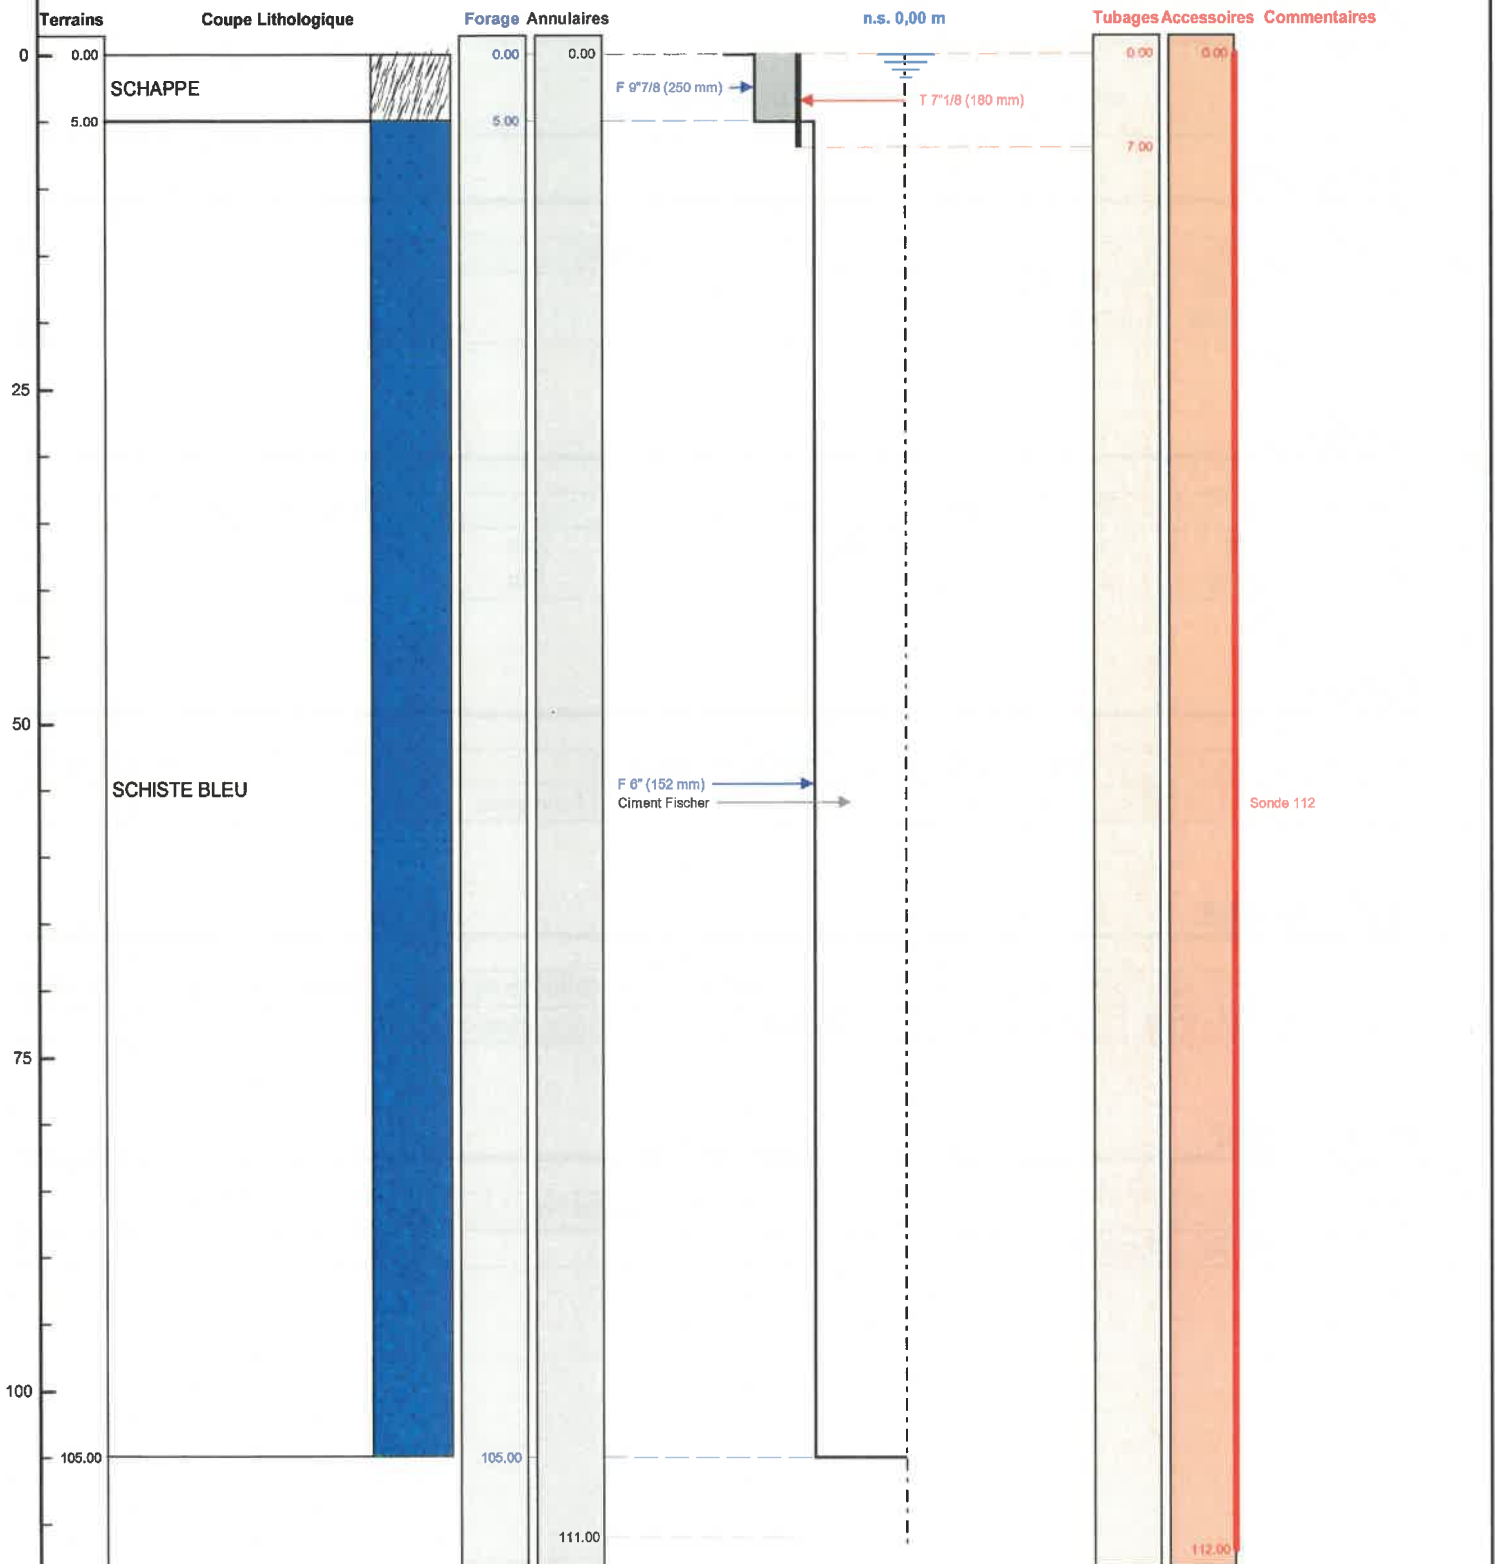 Terrains Coupe Lithologique Forage Annulaires n.s. 0,00 m Tubages Accessoires Commentaires
0 0.00 0.00 0.00 0.00 0.00
SCHAPPE F 9"7/8 (250 mm) T 7"1/8 (180 mm)
5.00 5.00
7.00
25
50
F 6" (152 mm)
SCHISTE BLEU
Ciment Fischer Sonde 112
75
100
105.00 105.00
111.00
112.00